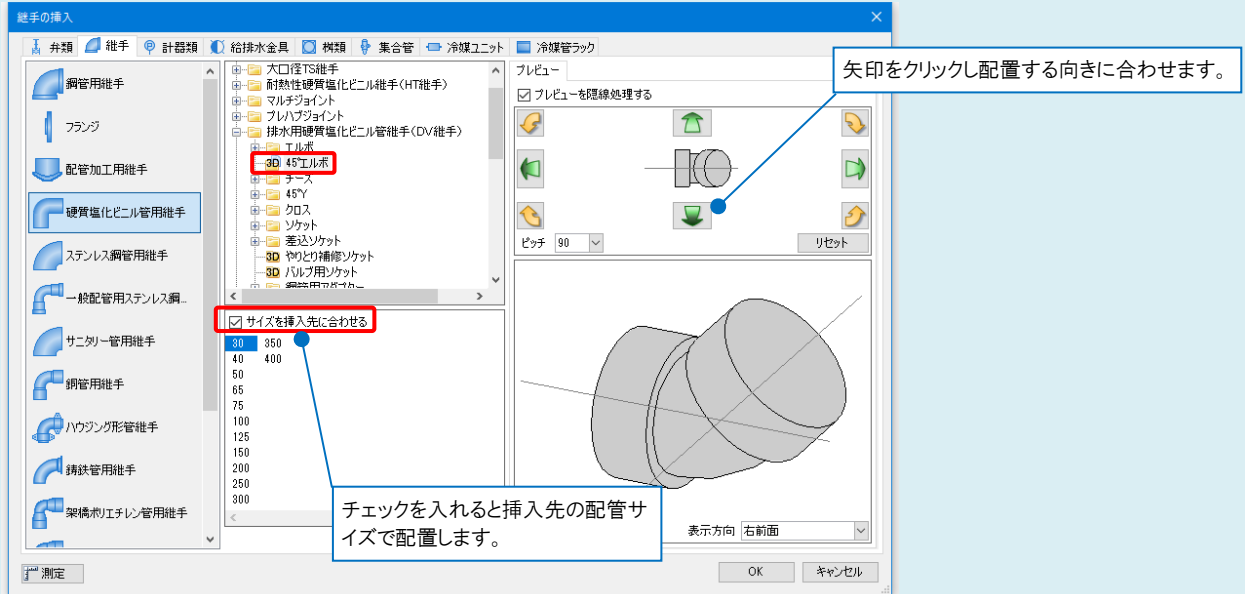 継手の挿入
弁類 継手 計器類 給排水金具 桝類 集合管 冷媒ユニット 冷媒管ラック
鋼管用継手
フランジ
配管加工用継手
硬質塩化ビニル管用継手
ステンレス鋼管用継手
一般配管用ステンレス鋼...
サニタリー管用継手
銅管用継手
ハウジング形管継手
鋳鉄管用継手
架橋ポリエチレン管用継手
大口径TS継手
耐熱性硬質塩化ビニル継手(HT継手)
マルチジョイント
プレハブジョイント
排水用硬質塩化ビニル管継手(DV継手)
エルボ
3D 45°エルボ
チーズ
45°Y
クロス
ソケット
差込ソケット
3D やりとり補修ソケット
3D バルブ用ソケット
鋼管用アダプター
サイズを挿入先に合わせる
30 350
40 400
50
65
75
100
125
150
200
250
300
プレビュー
プレビューを隠線処理する
ピッチ 90
リセット
表示方向 右前面
矢印をクリックし配置する向きに合わせます。
チェックを入れると挿入先の配管サ
イズで配置します。
測定
OK
キャンセル